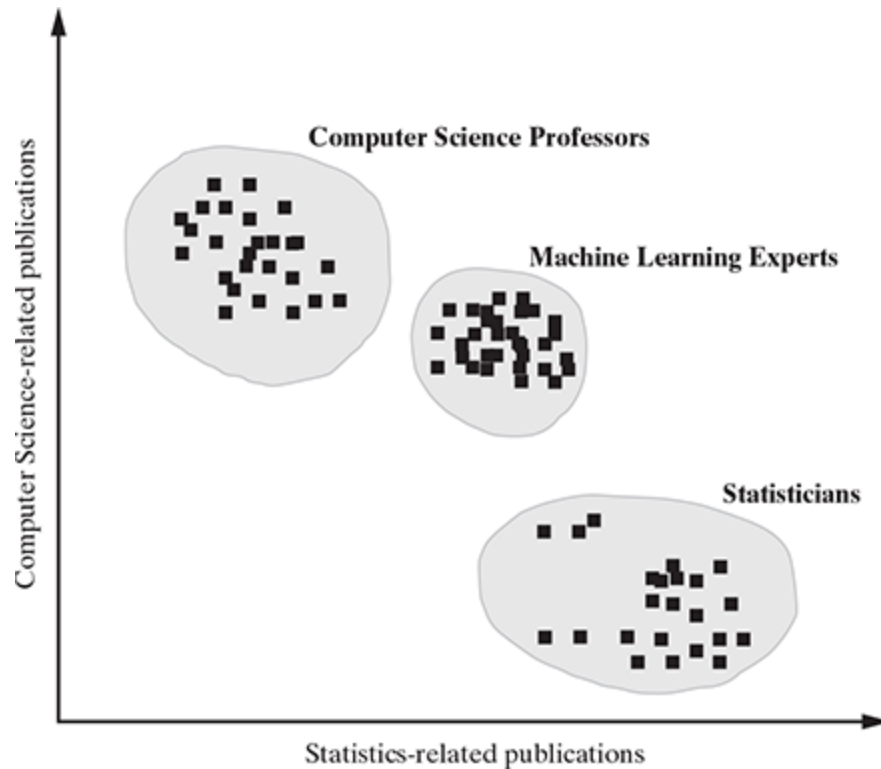 Computer Science Professors
Machine Learning Experts
Statisticians
Computer Science-related publications
Statistics-related publications